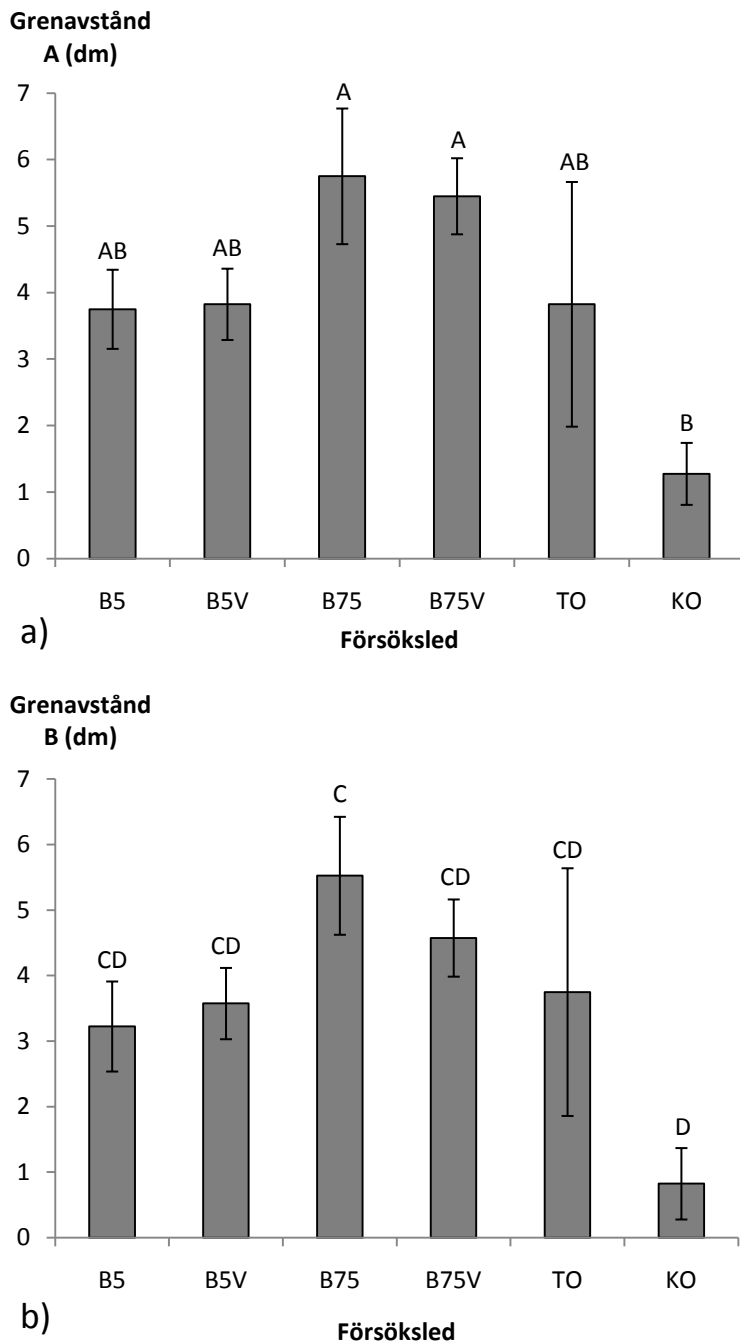 Grenavstånd
A (dm)
7
6
5
4
3
2
1
0
AB
AB
A
A
AB
B
B5 B5V B75 B75V TO KO
a)
Försöksled
Grenavstånd
B (dm)
7
6
5
4
3
2
1
0
CD
CD
C
CD
CD
D
B5 B5V B75 B75V TO KO
b)
Försöksled